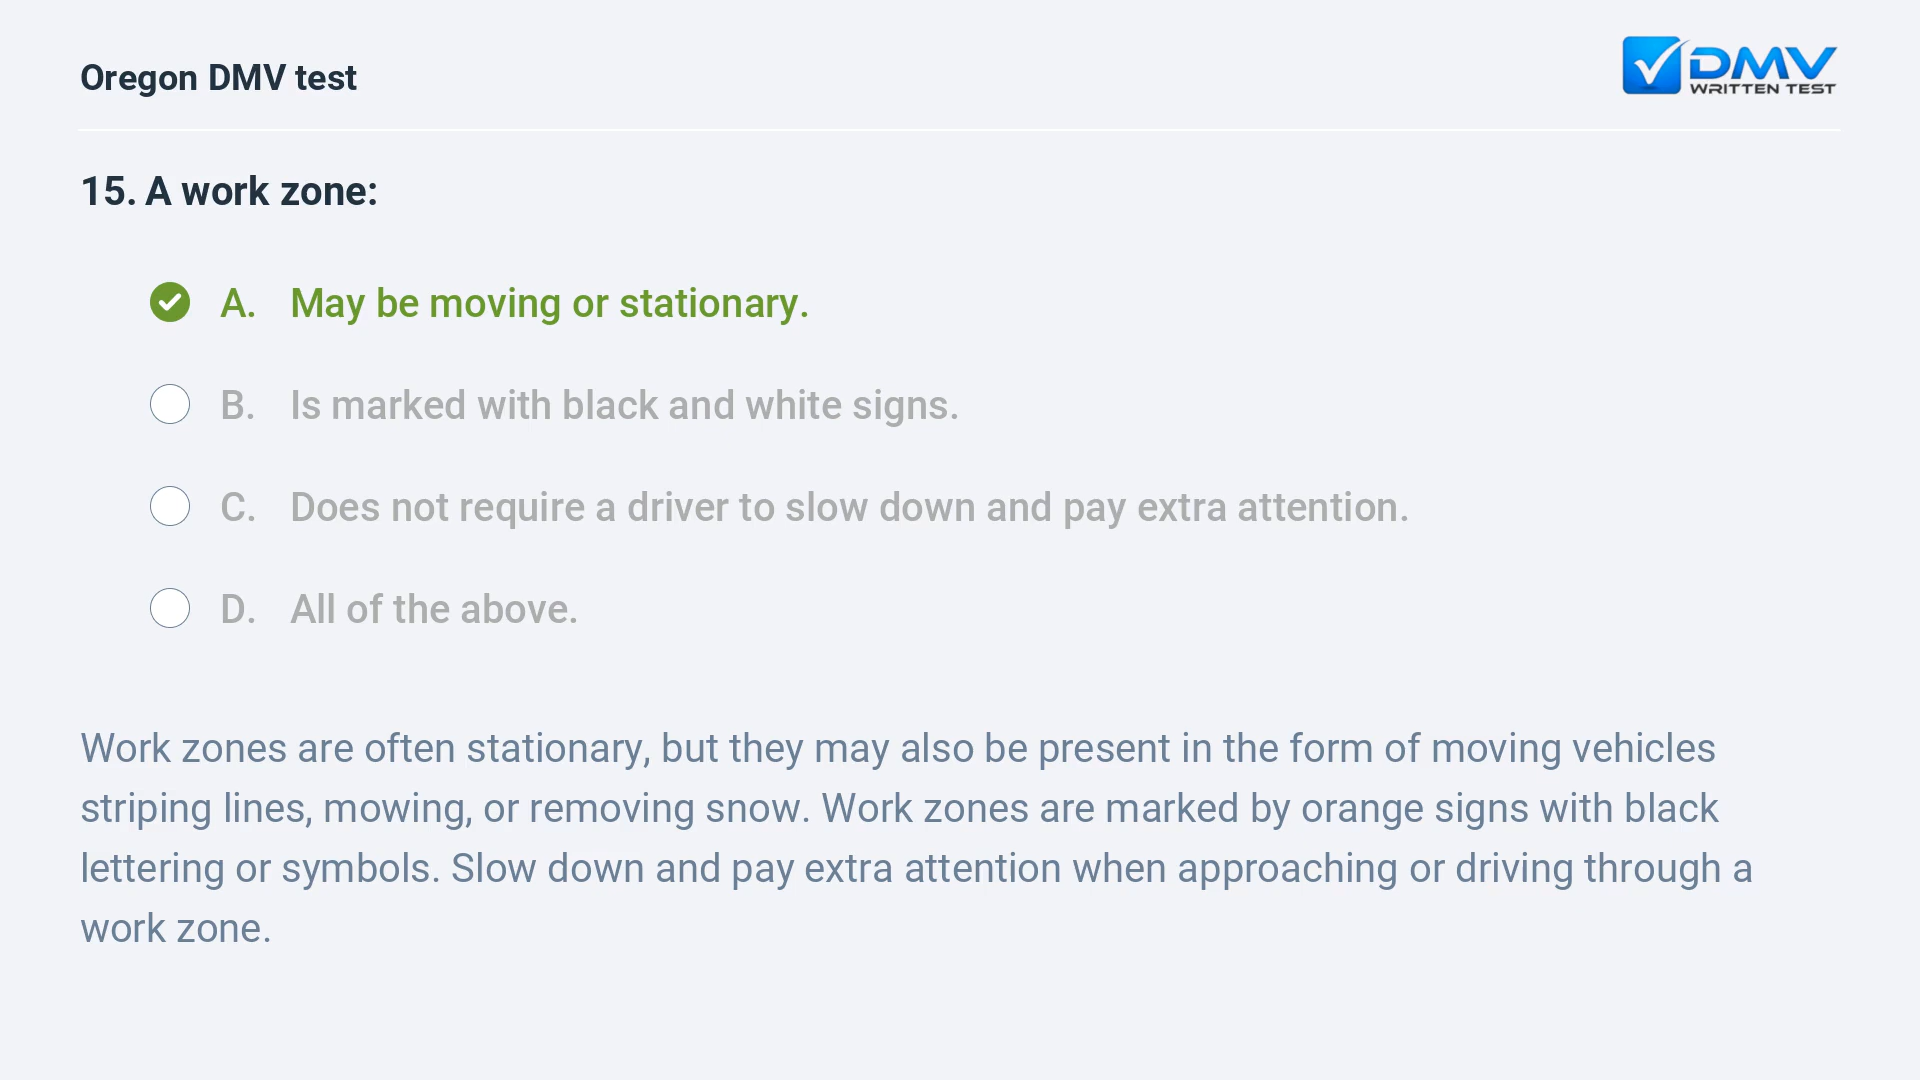 Oregon DMV test
DMV
WRITTEN TEST
15. A work zone:
A. May be moving or stationary.
B. Is marked with black and white signs.
C. Does not require a driver to slow down and pay extra attention.
D. All of the above.
Work zones are often stationary, but they may also be present in the form of moving vehicles
striping lines, mowing, or removing snow. Work zones are marked by orange signs with black
lettering or symbols. Slow down and pay extra attention when approaching or driving through a
work zone.